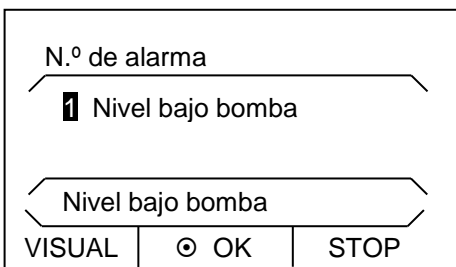 N.º de alarma
1 Nivel bajo bomba
Nivel bajo bomba
VISUAL ⊙ OK STOP